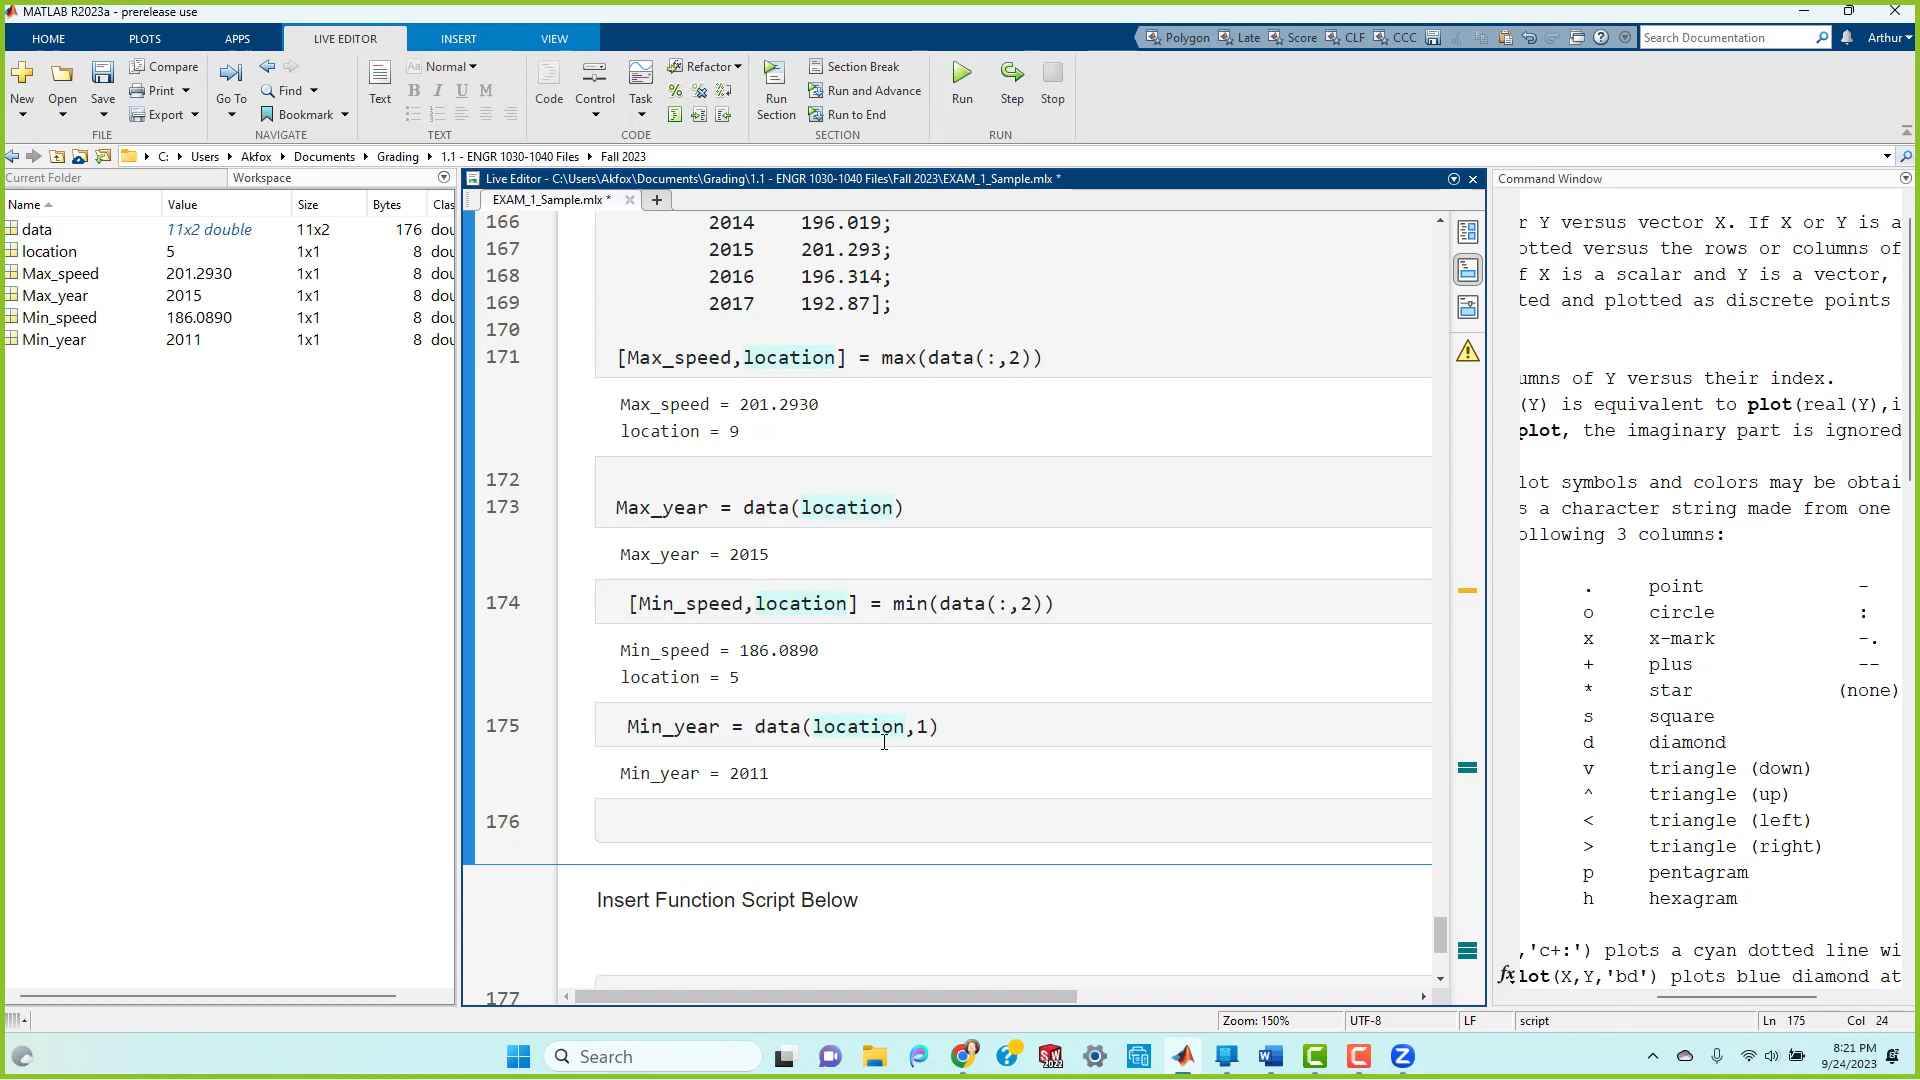 MATLAB R2023a - prerelease use
HOME PLOTS APPS LIVE EDITOR INSERT VIEW
Polygon Late Score CLF CCC Search Documentation Arthur
New Open Save Compare Print Export FILE
Go To Find Bookmark NAVIGATE
Text Aa Normal B I U M TEXT
Code Control Task Refactor CODE
Run Section Section Break Run and Advance Run to End SECTION
Run Step Stop RUN
C: Users Akfox Documents Grading 1.1 - ENGR 1030-1040 Files Fall 2023
Current Folder Workspace
Name Value Size Bytes Clas
data 11x2 double 11x2 176 dou
location 5 1x1 8 dou
Max_speed 201.2930 1x1 8 dou
Max_year 2015 1x1 8 dou
Min_speed 186.0890 1x1 8 dou
Min_year 2011 1x1 8 dou
Live Editor - C:\Users\Akfox\Documents\Grading\1.1 - ENGR 1030-1040 Files\Fall 2023\EXAM_1_Sample.mlx *
EXAM_1_Sample.mlx *
166 2014 196.019;
167 2015 201.293;
168 2016 196.314;
169 2017 192.87];
170
171 [Max_speed,location] = max(data(:,2))
Max_speed = 201.2930
location = 9
172
173 Max_year = data(location)
Max_year = 2015
174 [Min_speed,location] = min(data(:,2))
Min_speed = 186.0890
location = 5
175 Min_year = data(location,1)
Min_year = 2011
176
Insert Function Script Below
177
Command Window
r Y versus vector X. If X or Y is a
otted versus the rows or columns of
f X is a scalar and Y is a vector,
ted and plotted as discrete points
umns of Y versus their index.
(Y) is equivalent to plot(real(Y),i
plot, the imaginary part is ignored
lot symbols and colors may be obtai
s a character string made from one
ollowing 3 columns:
. point -
o circle :
x x-mark -.
+ plus --
* star (none)
s square
d diamond
v triangle (down)
^ triangle (up)
< triangle (left)
> triangle (right)
p pentagram
h hexagram
,'c+:') plots a cyan dotted line wi
fx lot(X,Y,'bd') plots blue diamond at
Zoom: 150% UTF-8 LF script Ln 175 Col 24
Search
8:21 PM
9/24/2023